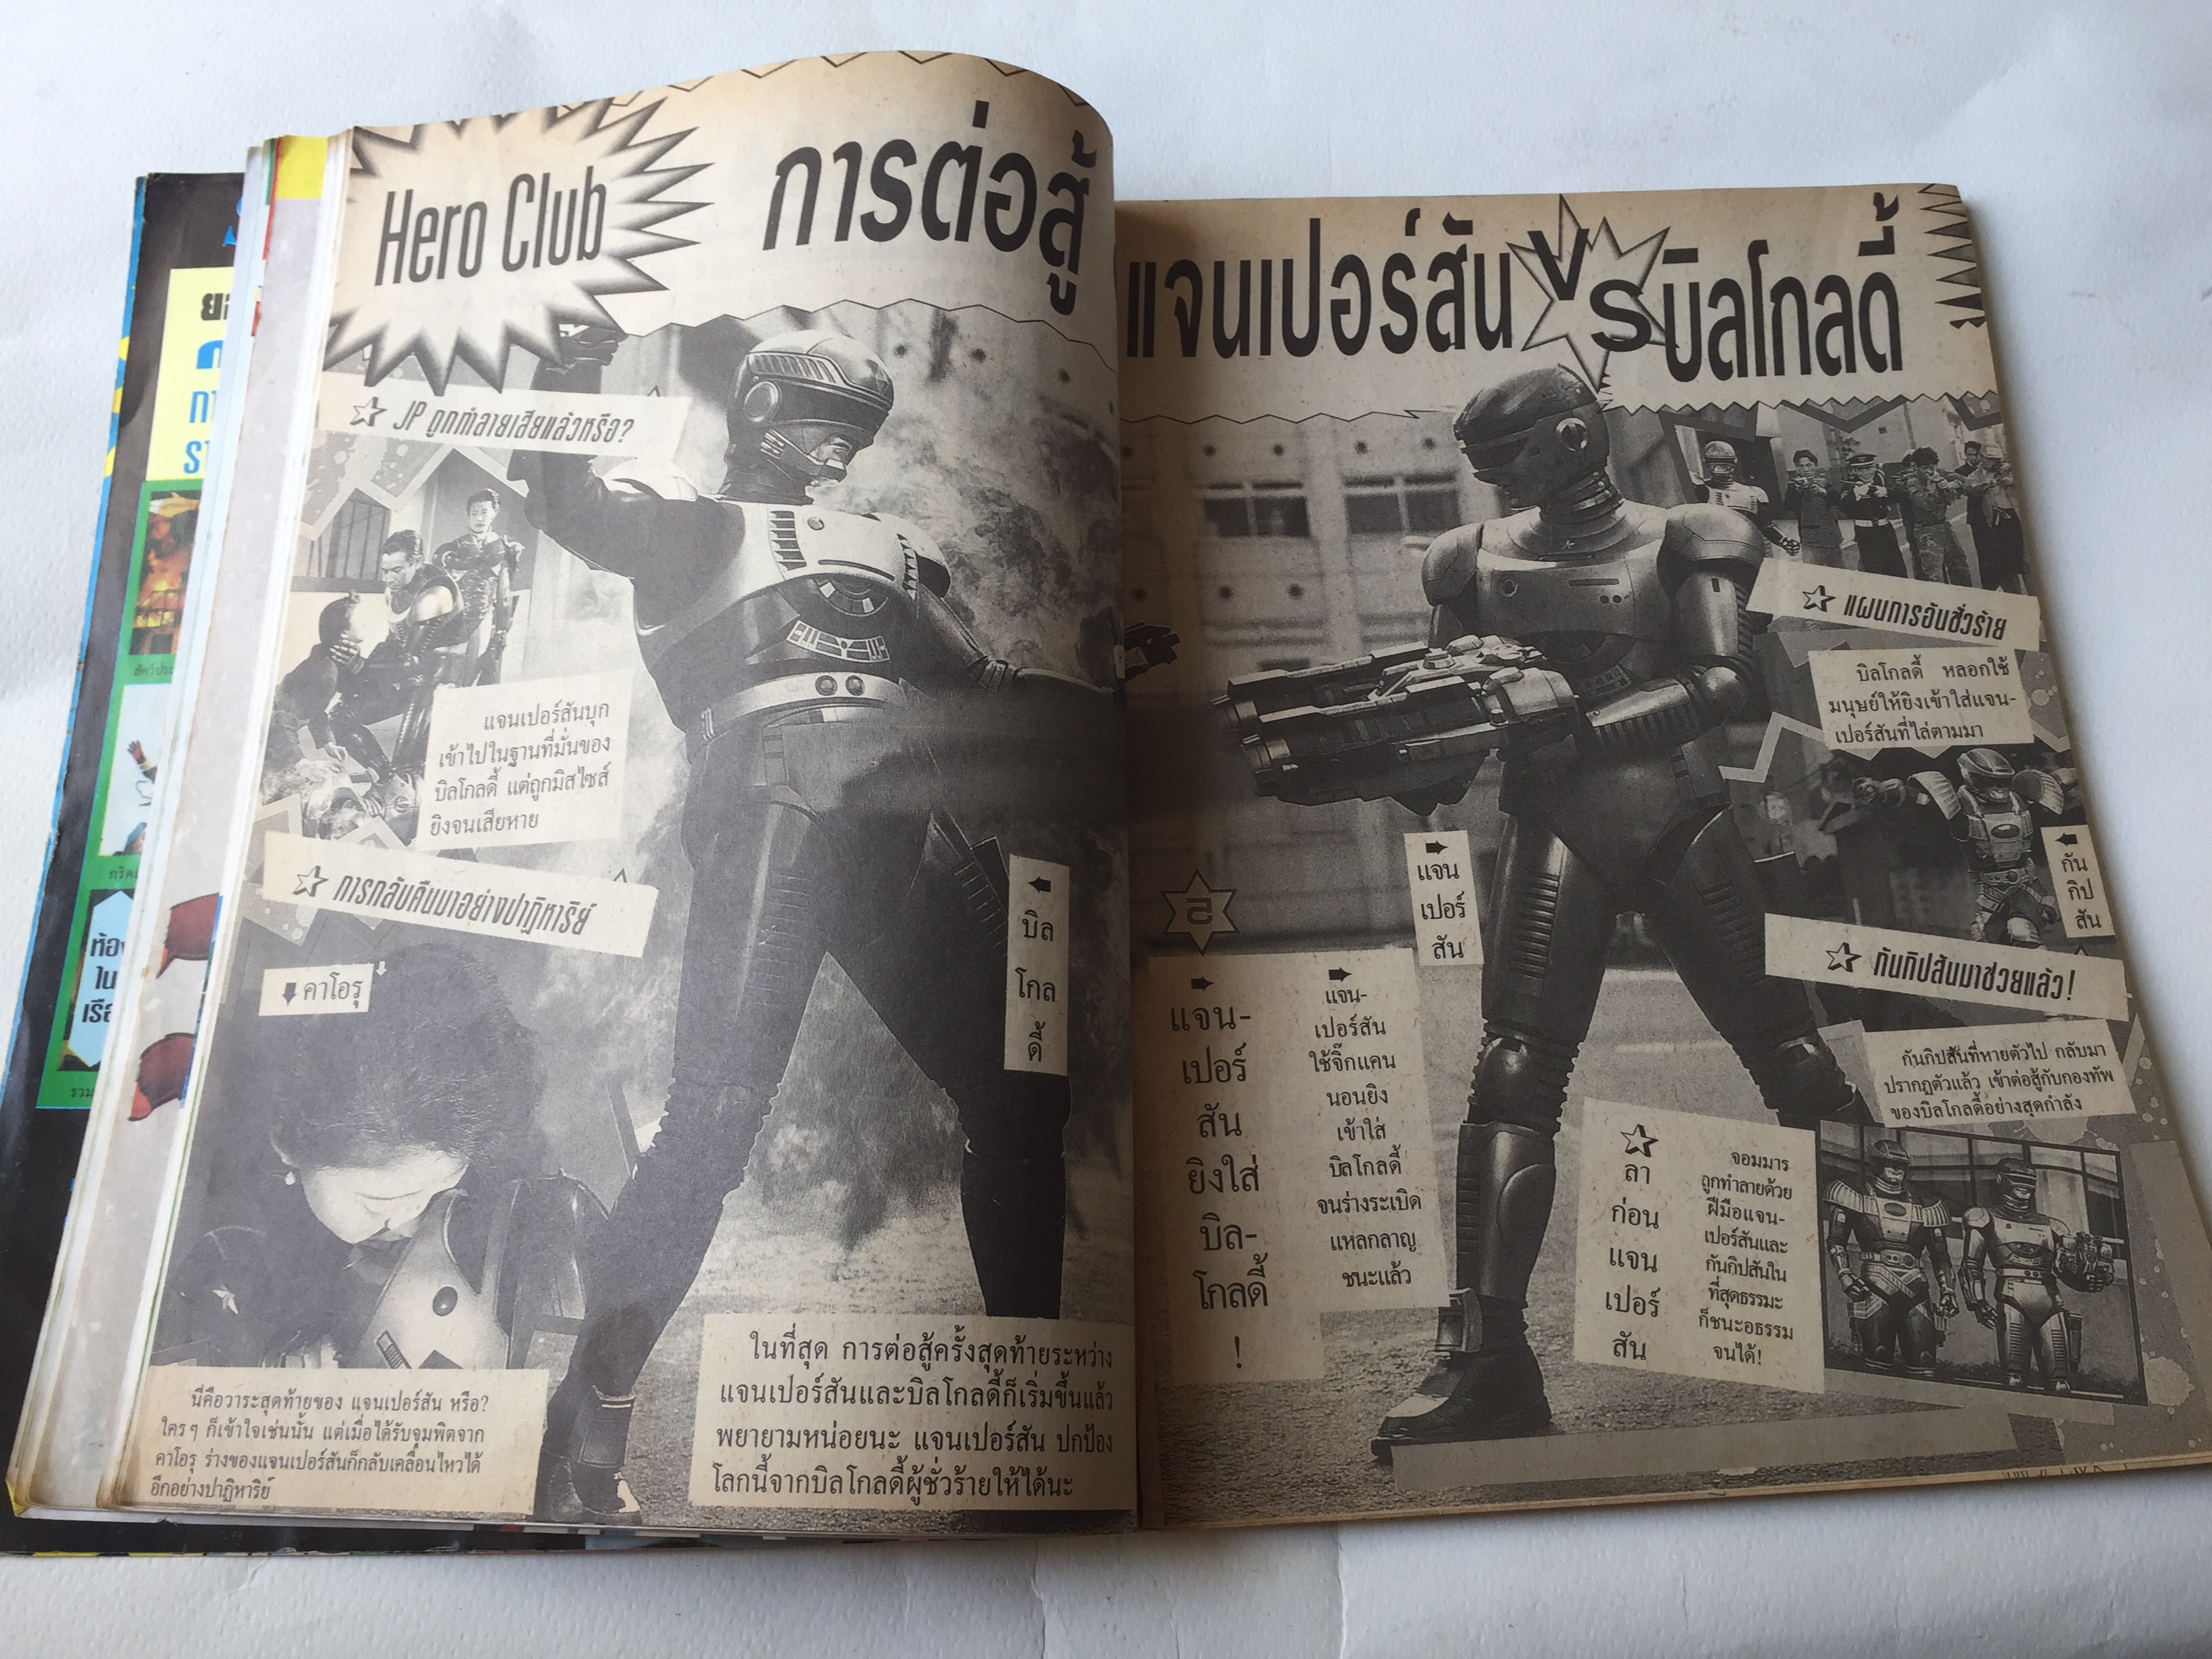 Hero Club
การต่อสู้
แจนเปอร์สัน
VS
บิลโกลดี้
JP ถูกทำลายเสียแล้วหรือ?
แจนเปอร์สันบุก
เข้าไปในฐานที่มั่นของ
บิลโกลดี้ แต่ถูกมิสไซส์
ยิงจนเสียหาย
การกลับคืนมาอย่างปาฏิหาริย์
คาโอรุ
นี่คือวาระสุดท้ายของ แจนเปอร์สัน หรือ?
ใครๆ ก็เข้าใจเช่นนั้น แต่เมื่อได้รับจุมพิตจาก
คาโอรุ ร่างของแจนเปอร์สันก็กลับเคลื่อนไหวได้
อีกอย่างปาฏิหาริย์
บิล
โกล
ดี้
ในที่สุด การต่อสู้ครั้งสุดท้ายระหว่าง
แจนเปอร์สันและบิลโกลดี้ก็เริ่มขึ้นแล้ว
พยายามหน่อยนะ แจนเปอร์สัน ปกป้อง
โลกนี้จากบิลโกลดี้ผู้ชั่วร้ายให้ได้นะ
แผนการอันชั่วร้าย
บิลโกลดี้ หลอกใช้
มนุษย์ให้ยิงเข้าใส่แจน-
เปอร์สันที่ไล่ตามมา
แจน
เปอร์
สัน
กัน
กิป
สัน
กันกิปสันมาช่วยแล้ว!
กันกิปสันที่หายตัวไป กลับมา
ปรากฏตัวแล้ว เข้าต่อสู้กับกองทัพ
ของบิลโกลดี้อย่างสุดกำลัง
แจน-
เปอร์
สัน
ยิงใส่
บิล-
โกลดี้
!
แจน-
เปอร์สัน
ใช้จิ๊กแคน
นอนยิง
เข้าใส่
บิลโกลดี้
จนร่างระเบิด
แหลกลาญ
ชนะแล้ว
ลา
ก่อน
แจน
เปอร์
สัน
จอมมาร
ถูกทำลายด้วย
ฝีมือแจน-
เปอร์สันและ
กันกิปสันใน
ที่สุดธรรมะ
ก็ชนะอธรรม
จนได้!
ห้อง
ใน